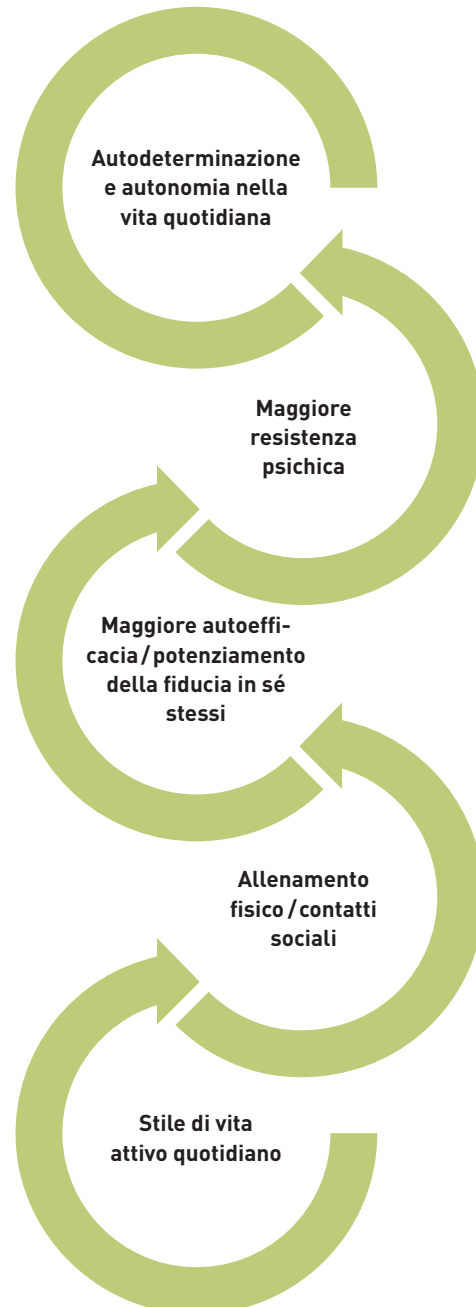 Autodeterminazione
e autonomia nella
vita quotidiana
Maggiore
resistenza
psichica
Maggiore autoeffi-
cacia / potenziamento
della fiducia in sé
stessi
Allenamento
fisico / contatti
sociali
Stile di vita
attivo quotidiano